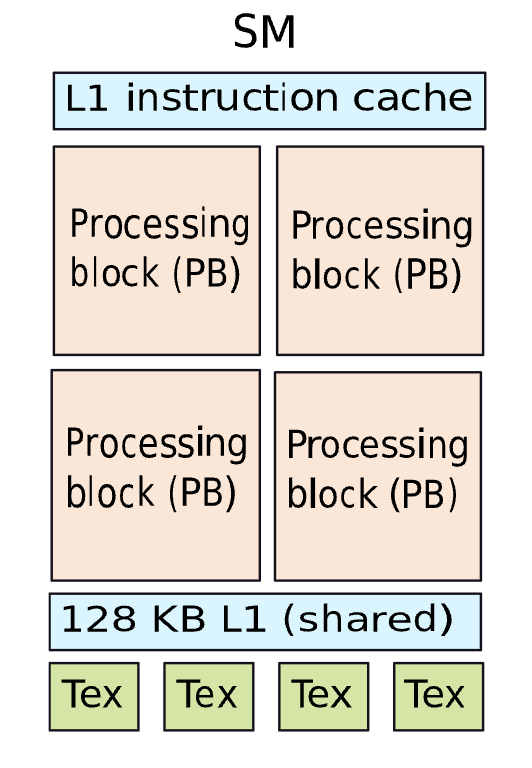 SM
L1 instruction cache
Processing
block (PB)
Processing
block (PB)
Processing
block (PB)
Processing
block (PB)
128 KB L1 (shared)
Tex
Tex
Tex
Tex